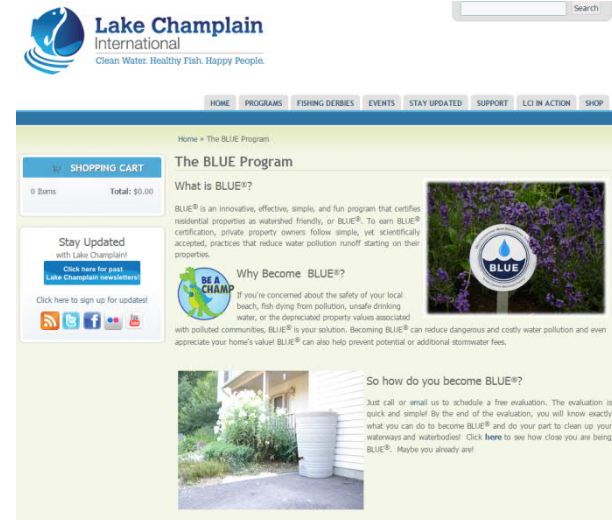 Search
Lake Champlain
International
Clean Water. Healthy Fish. Happy People.
HOME PROGRAMS FISHING DERBIES EVENTS STAY UPDATED SUPPORT LCI IN ACTION SHOP
Home » The BLUE Program
SHOPPING CART
0 Items Total: $0.00
Stay Updated
with Lake Champlain!
Click here for past
Lake Champlain newsletters!
Click here to sign up for updates!
The BLUE Program
What is BLUE®?
BLUE® is an innovative, effective, simple, and fun program that certifies
residential properties as watershed friendly, or BLUE®. To earn BLUE®
certification, private property owners follow simple, yet scientifically
accepted, practices that reduce water pollution runoff starting on their
properties.
BLUE
BE A
CHAMP
Why Become BLUE®?
If you're concerned about the safety of your local
beach, fish dying from pollution, unsafe drinking
water, or the depreciated property values associated
with polluted communities, BLUE® is your solution. Becoming BLUE® can reduce dangerous and costly water pollution and even
appreciate your home's value! BLUE® can also help prevent potential or additional stormwater fees.
So how do you become BLUE®?
Just call or email us to schedule a free evaluation. The evaluation is
quick and simple! By the end of the evaluation, you will know exactly
what you can do to become BLUE® and do your part to clean up your
waterways and waterbodies! Click here to see how close you are being
BLUE®. Maybe you already are!